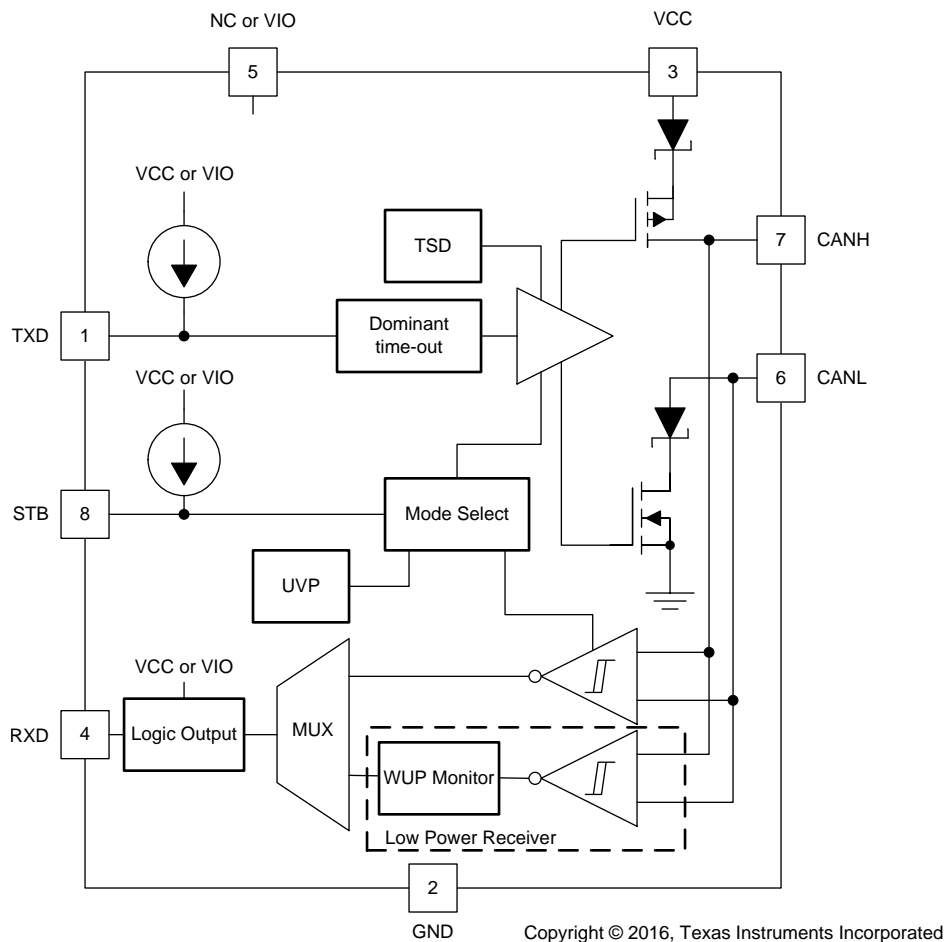 NC or VIO
VCC
5
3
VCC or VIO
TSD
7
CANH
TXD
1
Dominant
time-out
VCC or VIO
6
CANL
STB
8
Mode Select
UVP
VCC or VIO
RXD
4
Logic Output
MUX
WUP Monitor
Low Power Receiver
2
GND
Copyright © 2016, Texas Instruments Incorporated